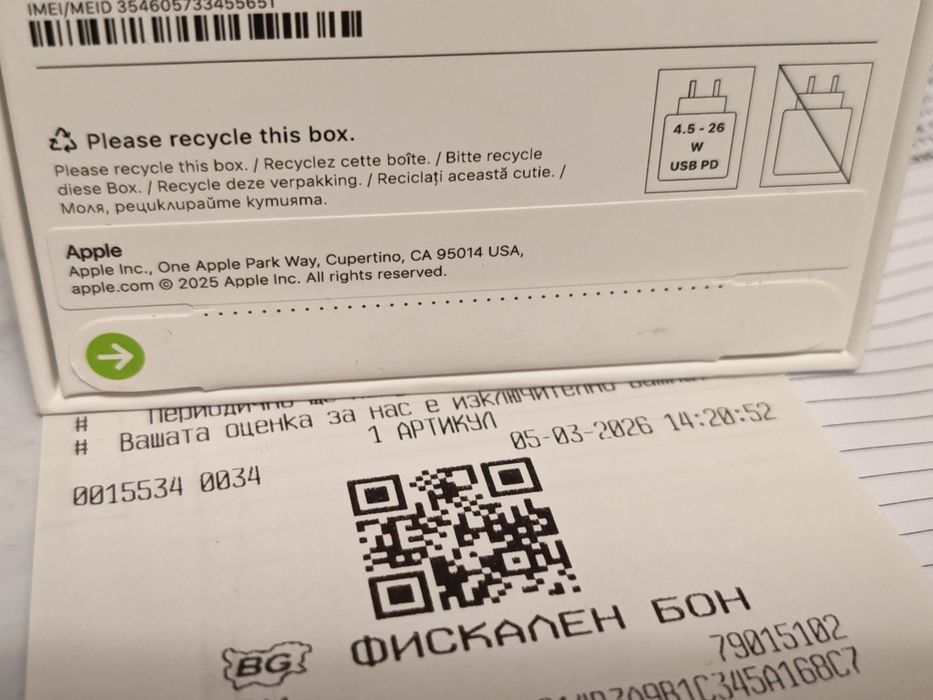 IMEI/MEID 354605733455651
Please recycle this box.
Please recycle this box. / Recyclez cette boîte. / Bitte recycle
diese Box. / Recycle deze verpakking. / Reciclați această cutie. /
Моля, рециклирайте кутията.
4.5 - 26
W
USB PD
Apple
Apple Inc., One Apple Park Way, Cupertino, CA 95014 USA,
apple.com © 2025 Apple Inc. All rights reserved.
#
# Вашата оценка за нас е изключително
1 АРТИКУЛ
0015534 0034 05-03-2026 14:20:52
BG ФИСКАЛЕН БОН
79015102